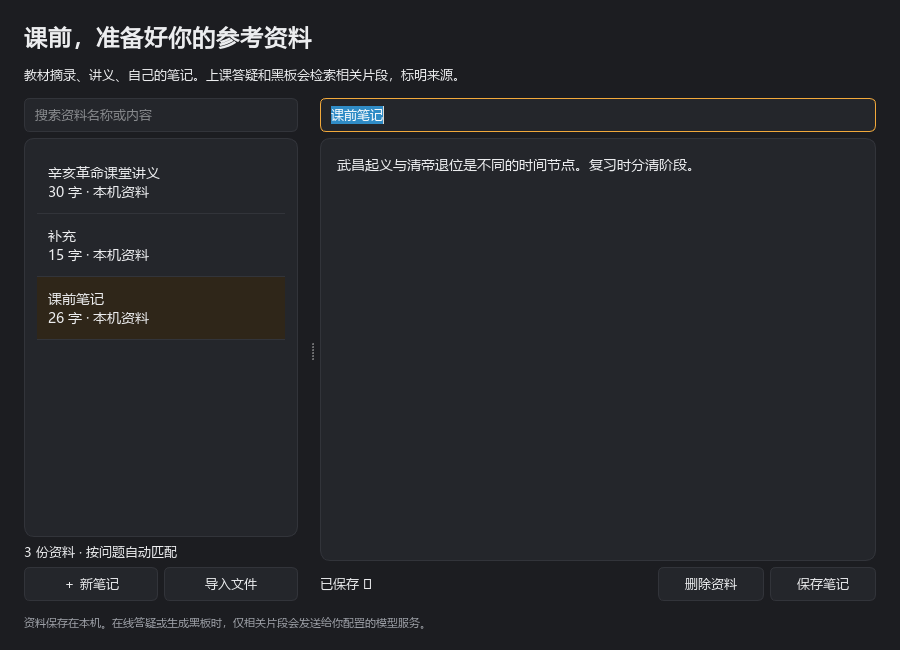 课前，准备好你的参考资料
教材摘录、讲义、自己的笔记。上课答疑和黑板会检索相关片段，标明来源。
搜索资料名称或内容
课前笔记
辛亥革命课堂讲义
30 字 · 本机资料
补充
15 字 · 本机资料
课前笔记
26 字 · 本机资料
武昌起义与清帝退位是不同的时间节点。复习时分清阶段。
3 份资料 · 按问题自动匹配
+ 新笔记
导入文件
已保存
删除资料
保存笔记
资料保存在本机。在线答疑或生成黑板时，仅相关片段会发送给你配置的模型服务。